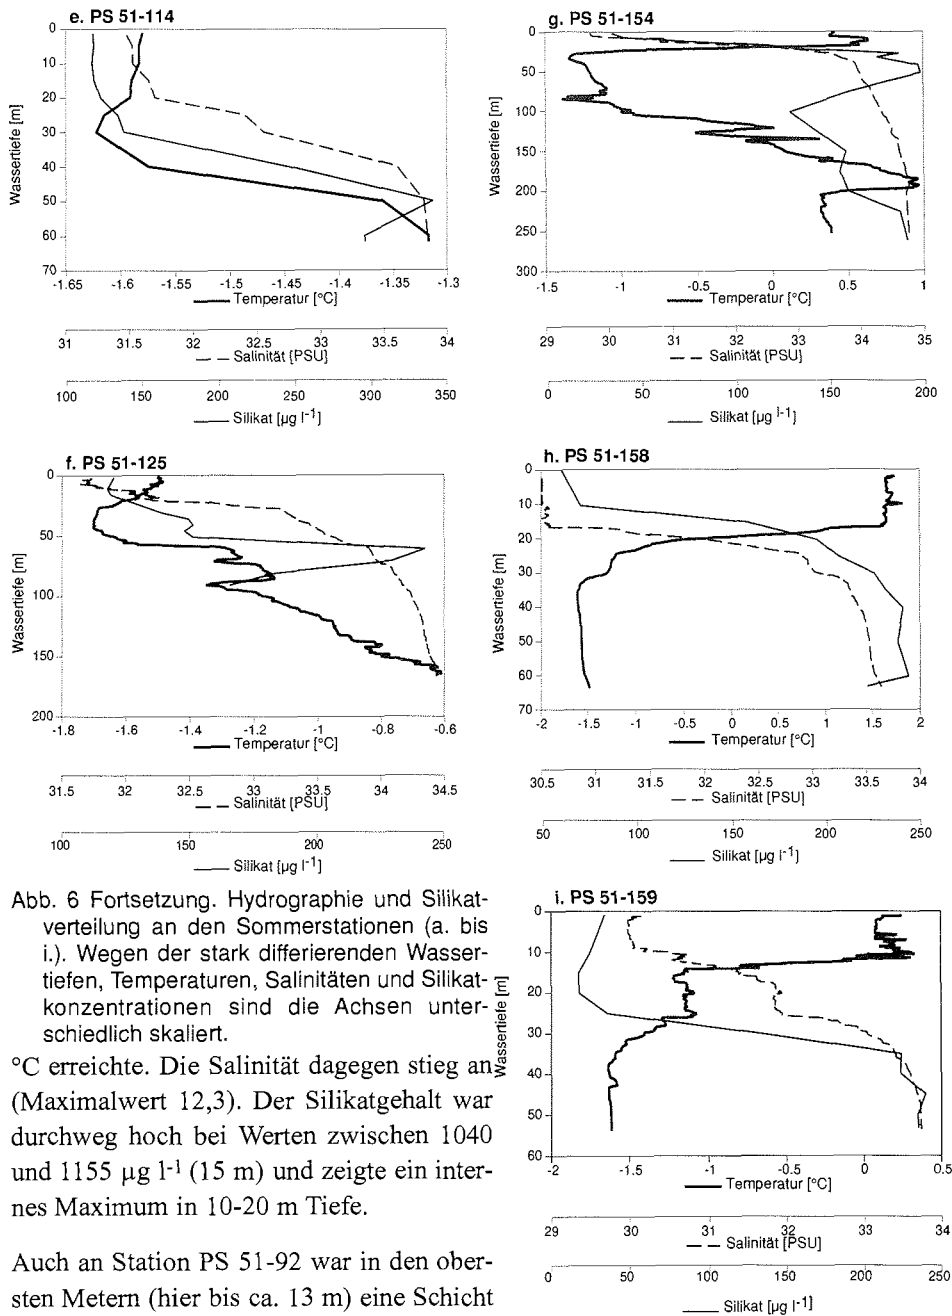 e. PS 51-114
0
10
20
30
40
50
60
70
Wassertiefe [m]
-1.65 -1.6 -1.55 -1.5 -1.45 -1.4 -1.35 -1.3
Temperatur [°C]
31 31.5 32 32.5 33 33.5 34
Salinität [PSU]
100 150 200 250 300 350
Silikat [µg l-1]
g. PS 51-154
0
50
100
150
200
250
300
Wassertiefe [m]
-1.5 -1 -0.5 0 0.5 1
Temperatur [°C]
29 30 31 32 33 34 35
Salinität [PSU]
0 50 100 150 200
Silikat [µg l-1]
f. PS 51-125
0
50
100
150
200
Wassertiefe [m]
-1.8 -1.6 -1.4 -1.2 -1 -0.8 -0.6
Temperatur [°C]
31.5 32 32.5 33 33.5 34 34.5
Salinität [PSU]
100 150 200 250
Silikat [µg l-1]
h. PS 51-158
0
10
20
30
40
50
60
70
Wassertiefe [m]
-2 -1.5 -1 -0.5 0 0.5 1 1.5 2
Temperatur [°C]
30.5 31 31.5 32 32.5 33 33.5 34
Salinität [PSU]
50 100 150 200 250
Silikat [µg l-1]
Abb. 6 Fortsetzung. Hydrographie und Silikat-
verteilung an den Sommerstationen (a. bis
i.). Wegen der stark differierenden Wasser-
tiefen, Temperaturen, Salinitäten und Silikat-
konzentrationen sind die Achsen unter-
schiedlich skaliert.
°C erreichte. Die Salinität dagegen stieg an
(Maximalwert 12,3). Der Silikatgehalt war
durchweg hoch bei Werten zwischen 1040
und 1155 µg l-1 (15 m) und zeigte ein inter-
nes Maximum in 10-20 m Tiefe.
Auch an Station PS 51-92 war in den ober-
sten Metern (hier bis ca. 13 m) eine Schicht
i. PS 51-159
0
10
20
30
40
50
60
Wassertiefe [m]
-2 -1.5 -1 -0.5 0 0.5
Temperatur [°C]
29 30 31 32 33 34
Salinität [PSU]
0 50 100 150 200 250
Silikat [µg l-1]